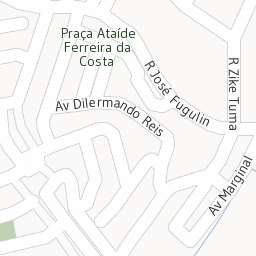 Praça Ataíde
Ferreira da
Costa
R José Fugulin
R Zike Tuma
Av Dilermando Reis
Av Marginal